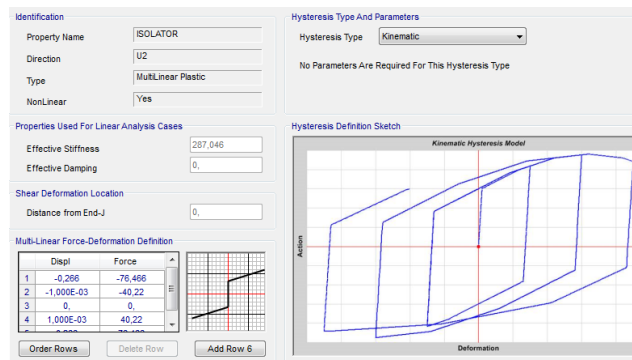 Identification
Property Name
ISOLATOR
Direction
U2
Type
MultiLinear Plastic
NonLinear
Yes
Properties Used For Linear Analysis Cases
Effective Stiffness
287,046
Effective Damping
0,
Shear Deformation Location
Distance from End-J
0,
Multi-Linear Force-Deformation Definition
Displ Force
1 -0,266 -76,466
2 -1,000E-03 -40,22
3 0, 0,
4 1,000E-03 40,22
Order Rows
Delete Row
Add Row 6
Hysteresis Type And Parameters
Hysteresis Type
Kinematic
No Parameters Are Required For This Hysteresis Type
Hysteresis Definition Sketch
Kinematic Hysteresis Model
Action
Deformation